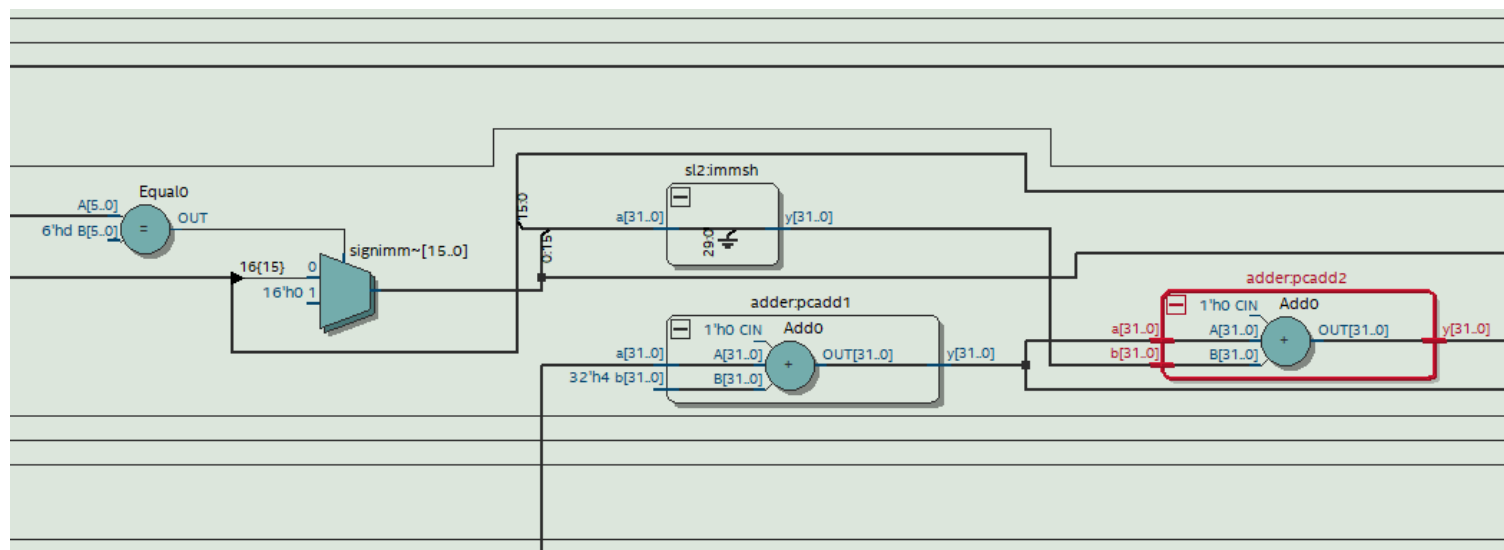 Equal0
A[5..0]
OUT
6'hd B[5..0]
=
signimm~[15..0]
16{15}
0
16'h0 1
15:0
0:15
sl2:immsh
a[31..0]
y[31..0]
29:0
adder:pcadd1
1'h0 CIN
Add0
a[31..0]
A[31..0]
OUT[31..0]
y[31..0]
32'h4 b[31..0]
B[31..0]
+
adder:pcadd2
1'h0 CIN
Add0
a[31..0]
A[31..0]
OUT[31..0]
y[31..0]
b[31..0]
B[31..0]
+